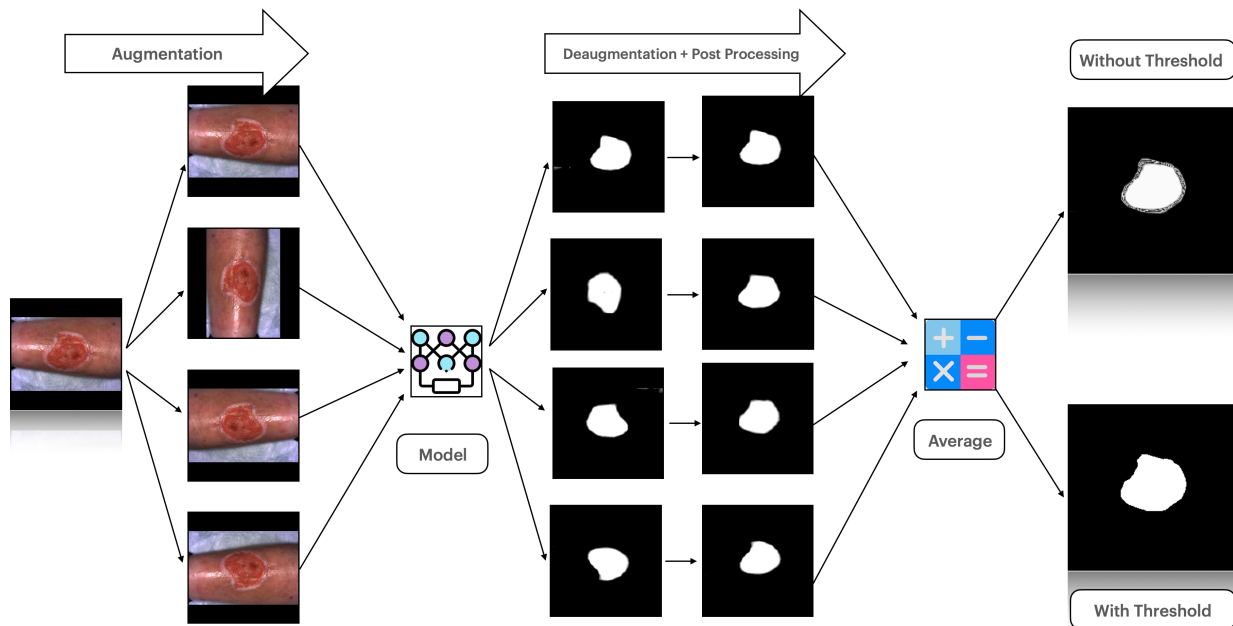 Augmentation
Deaugmentation + Post Processing
Without Threshold
Model
Average
With Threshold